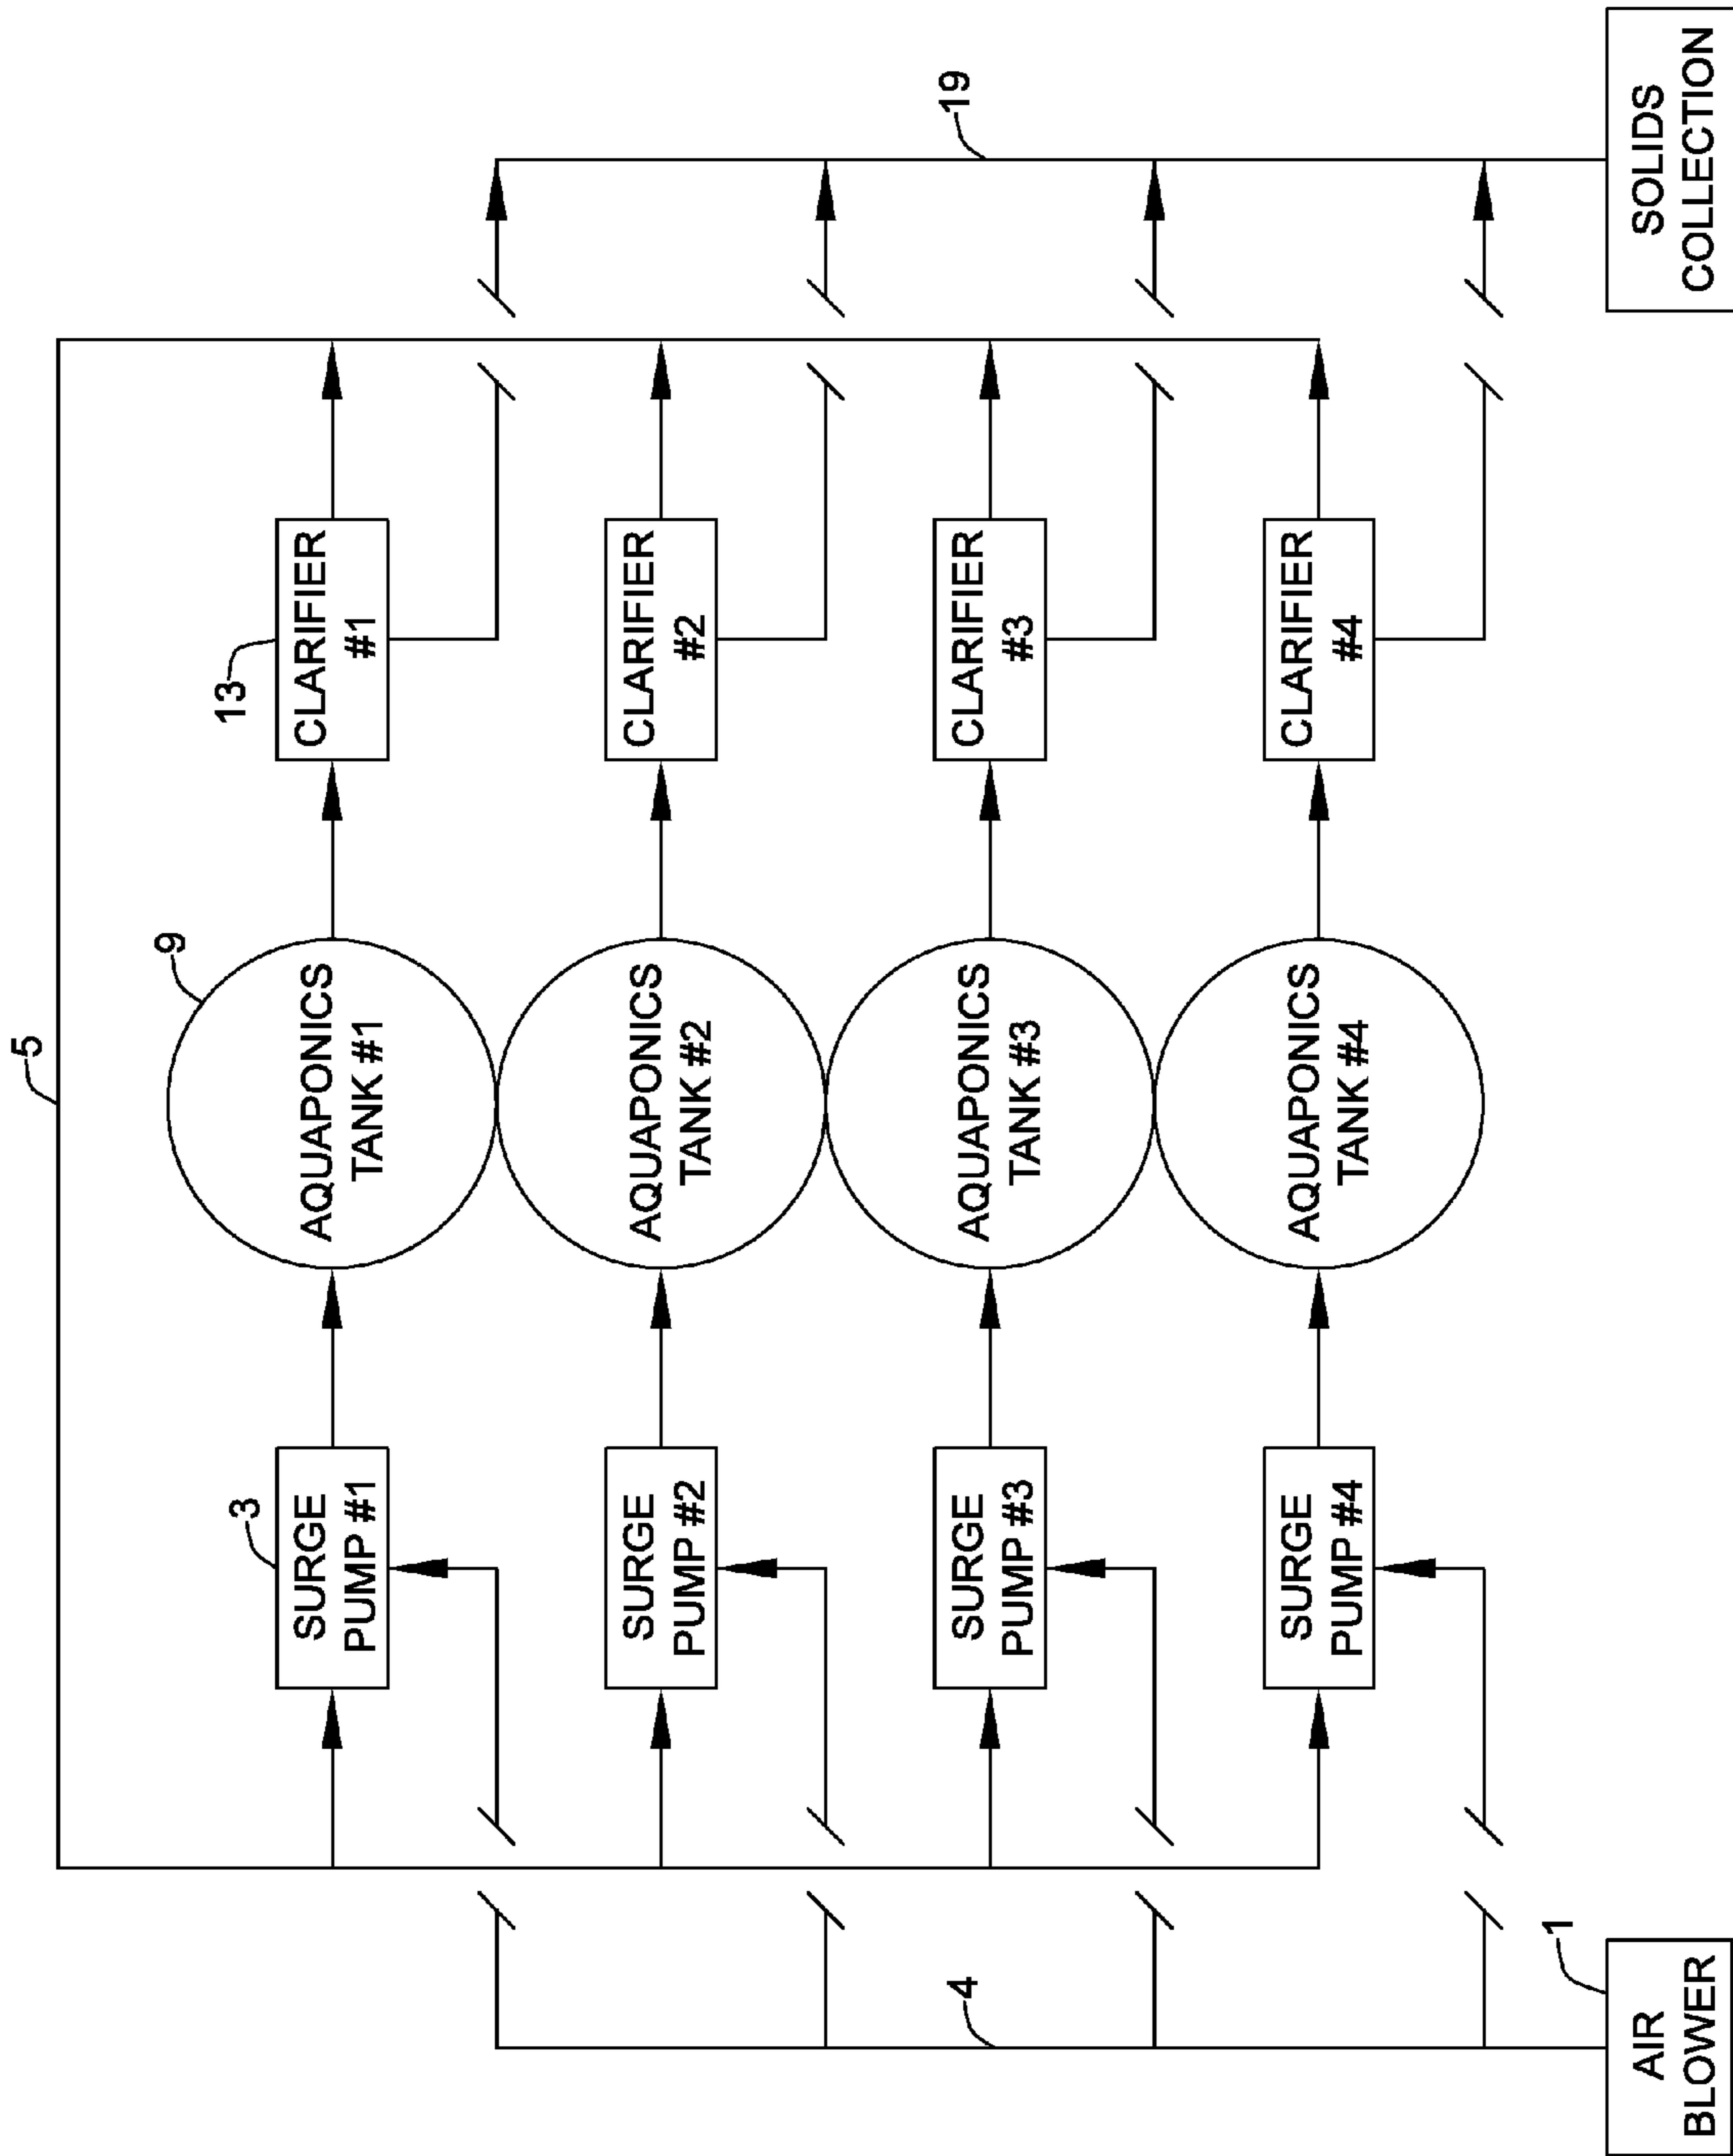 5
3
SURGE
PUMP #1
9
AQUAPONICS
TANK #1
13
CLARIFIER
#1
SURGE
PUMP #2
AQUAPONICS
TANK #2
CLARIFIER
#2
SURGE
PUMP #3
AQUAPONICS
TANK #3
CLARIFIER
#3
4
19
SURGE
PUMP #4
AQUAPONICS
TANK #4
CLARIFIER
#4
1
AIR
BLOWER
SOLIDS
COLLECTION